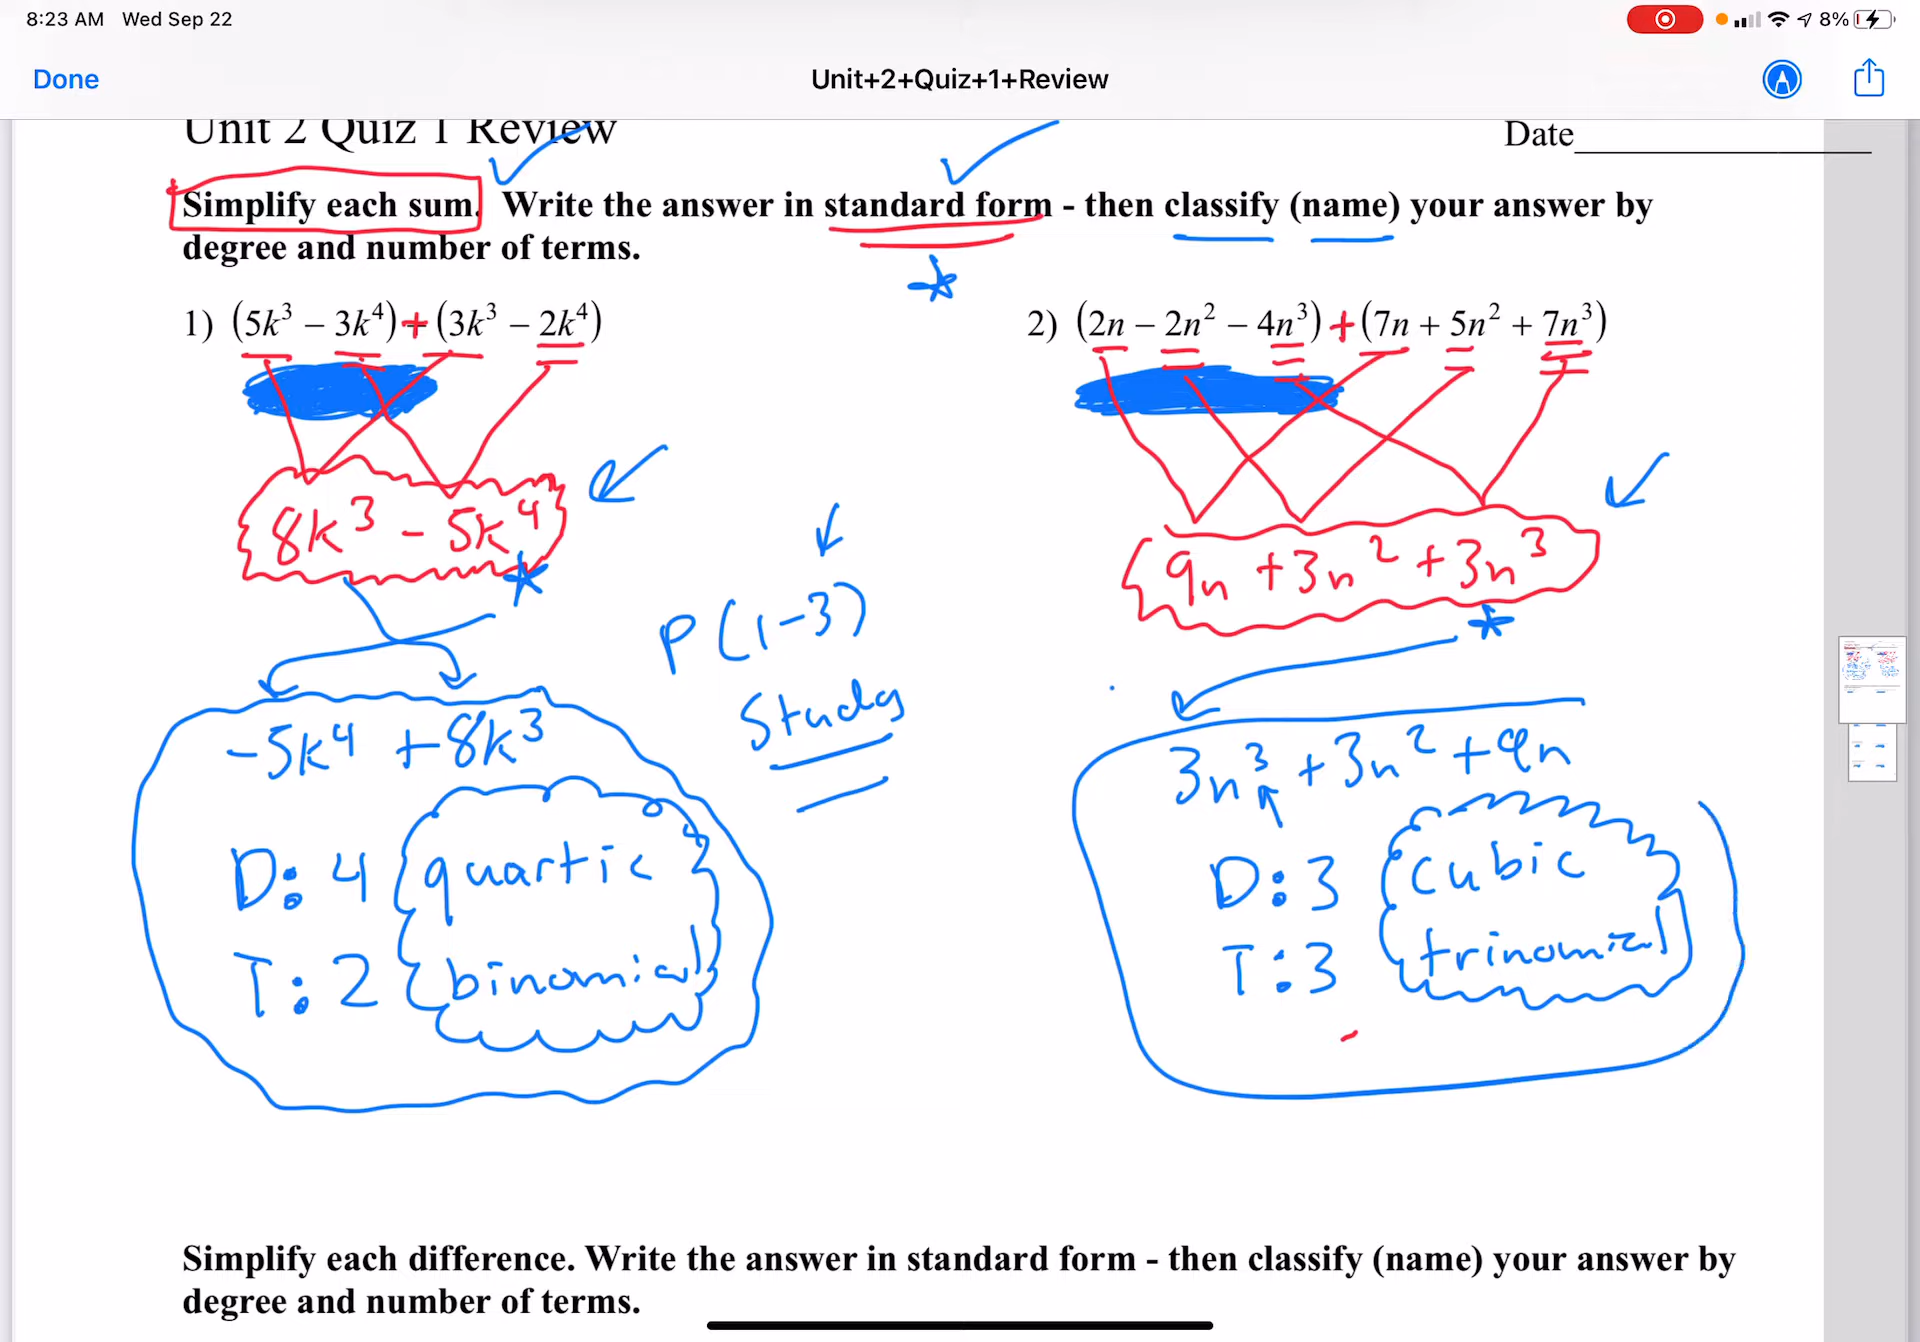 8:23 AM Wed Sep 22
8%
Done
Unit+2+Quiz+1+Review
Unit 2 Quiz 1 Review
Date
Simplify each sum. Write the answer in standard form - then classify (name) your answer by
degree and number of terms.
1) (5k³ – 3k⁴) + (3k³ – 2k⁴)
8k³ - 5k⁴
-5k⁴ + 8k³
D: 4 quartic
T: 2 binomial
P(1-3)
Study
2) (2n – 2n² – 4n³) + (7n + 5n² + 7n³)
9n + 3n² + 3n³
3n³ + 3n² + 9n
D: 3 cubic
T: 3 trinomial
Simplify each difference. Write the answer in standard form - then classify (name) your answer by
degree and number of terms.